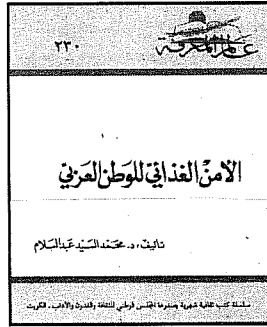 عالم المعرفة
٢٣٠
الأمن الغذائي للوطن العربي
تأليف: د. محمد السيد عبدالسلام
سلسلة كتب ثقافية شهرية يصدرها المجلس الوطني للثقافة والفنون والآداب - الكويت